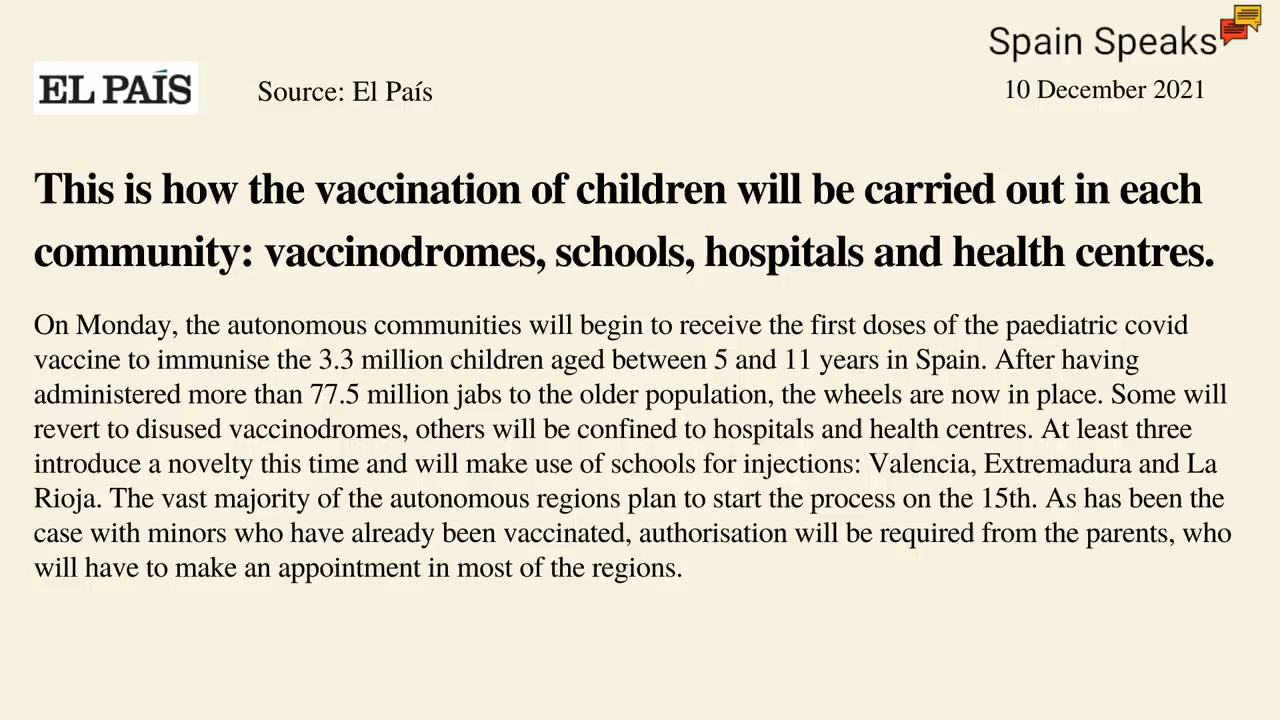 Spain Speaks
EL PAÍS
Source: El País
10 December 2021
This is how the vaccination of children will be carried out in each
community: vaccinodromes, schools, hospitals and health centres.
On Monday, the autonomous communities will begin to receive the first doses of the paediatric covid
vaccine to immunise the 3.3 million children aged between 5 and 11 years in Spain. After having
administered more than 77.5 million jabs to the older population, the wheels are now in place. Some will
revert to disused vaccinodromes, others will be confined to hospitals and health centres. At least three
introduce a novelty this time and will make use of schools for injections: Valencia, Extremadura and La
Rioja. The vast majority of the autonomous regions plan to start the process on the 15th. As has been the
case with minors who have already been vaccinated, authorisation will be required from the parents, who
will have to make an appointment in most of the regions.